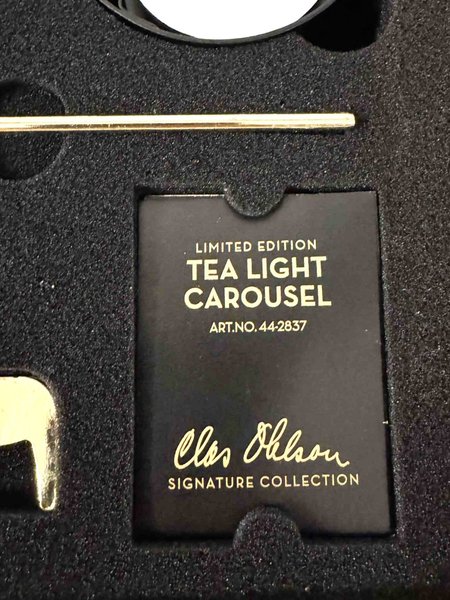 LIMITED EDITION
TEA LIGHT
CAROUSEL
ART.NO. 44-2837
Clas Ohlson
SIGNATURE COLLECTION